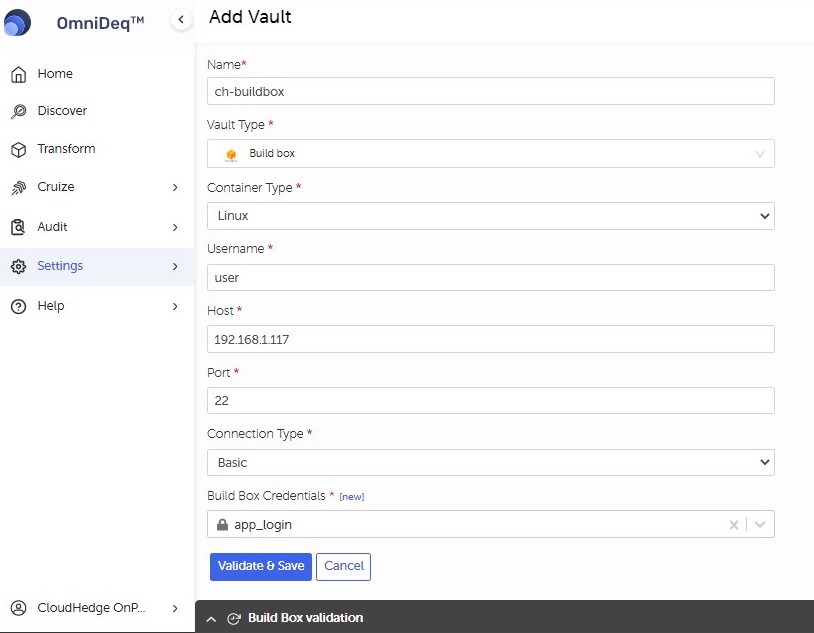 OmniDeq™
Home
Discover
Transform
Cruize
Audit
Settings
Help
CloudHedge OnP...
Add Vault
Name*
ch-buildbox
Vault Type *
Build box
Container Type *
Linux
Username *
user
Host *
192.168.1.117
Port *
22
Connection Type *
Basic
Build Box Credentials * [new]
app_login
Validate & Save Cancel
Build Box validation